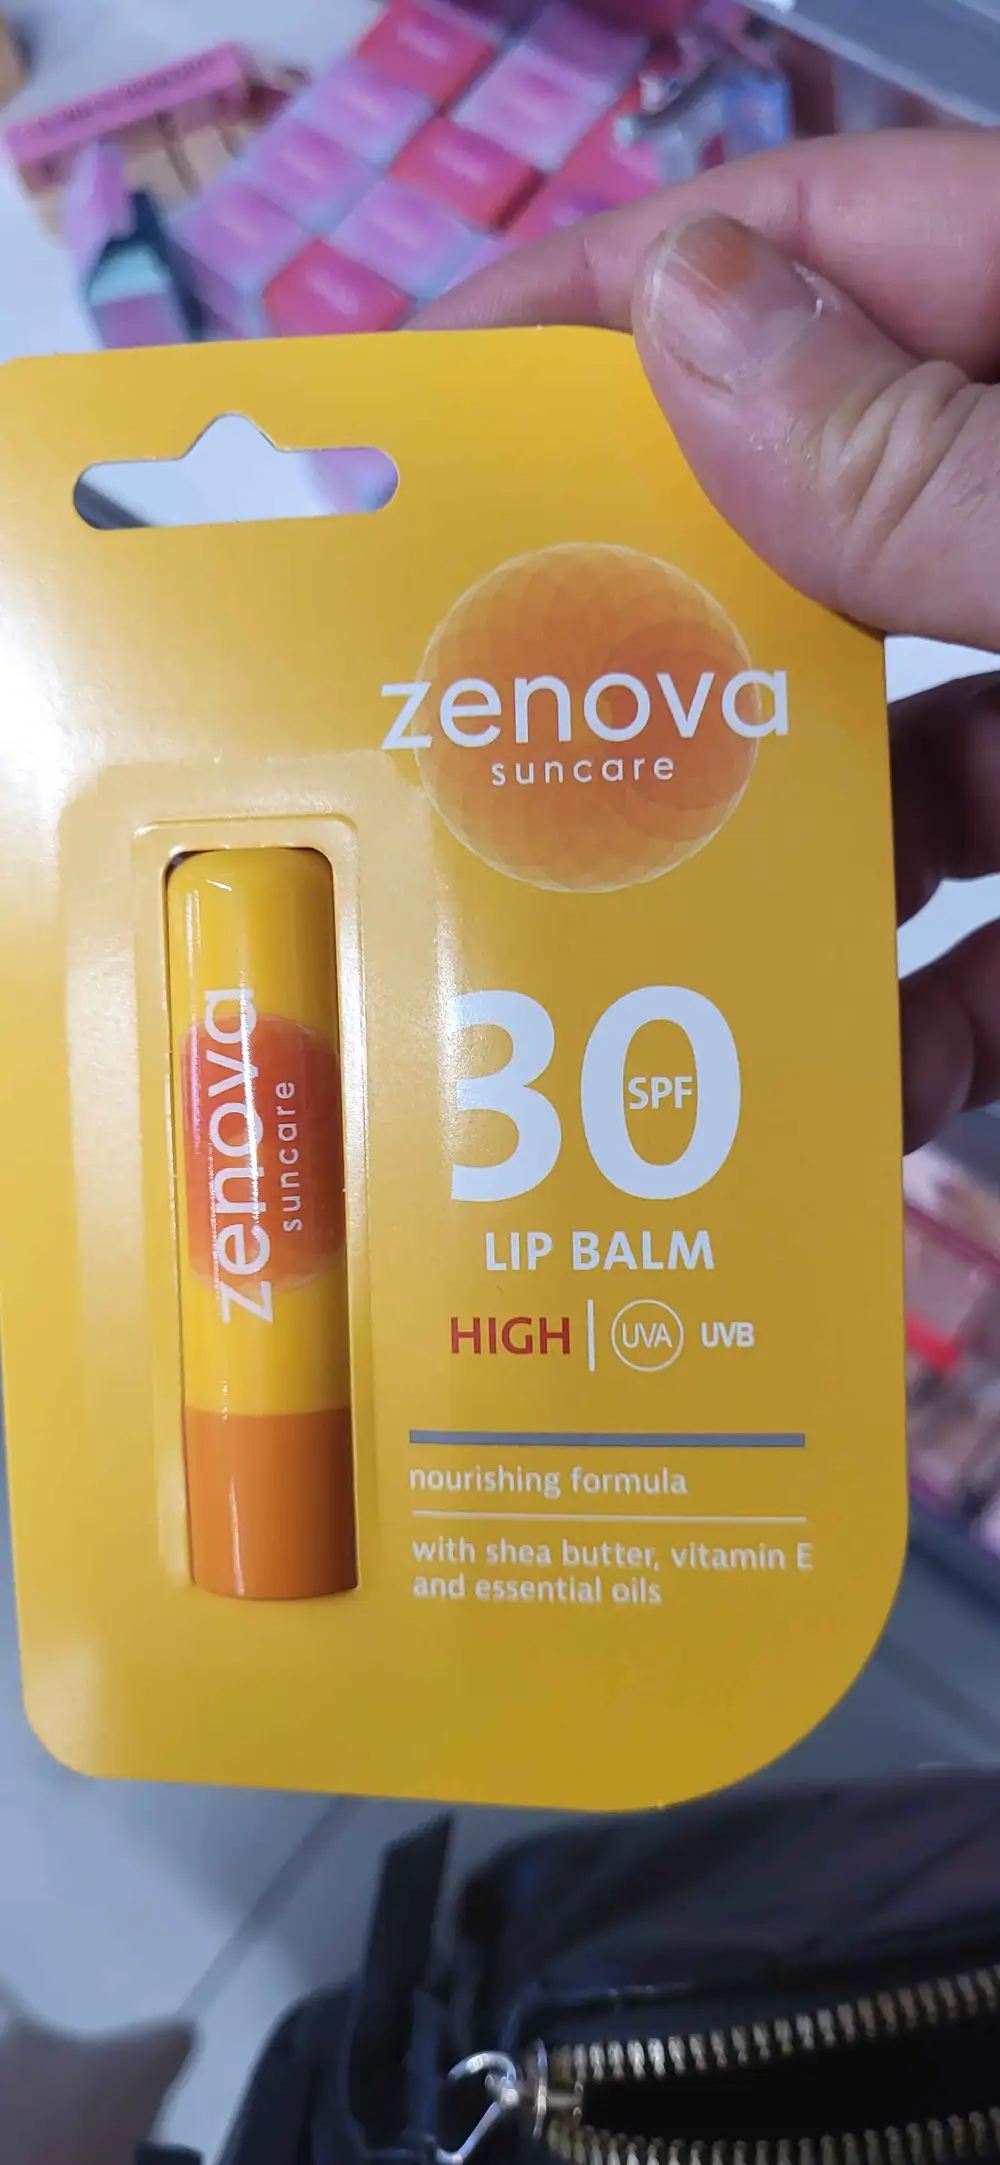 zenova
suncare
30
SPF
LIP BALM
HIGH | UVA UVB
nourishing formula
with shea butter, vitamin E
and essential oils
zenova
suncare